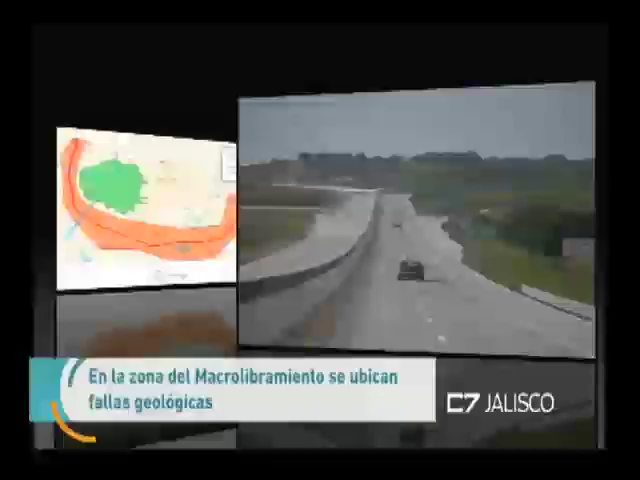 En la zona del Macrolibramiento se ubican
fallas geológicas
C7 JALISCO